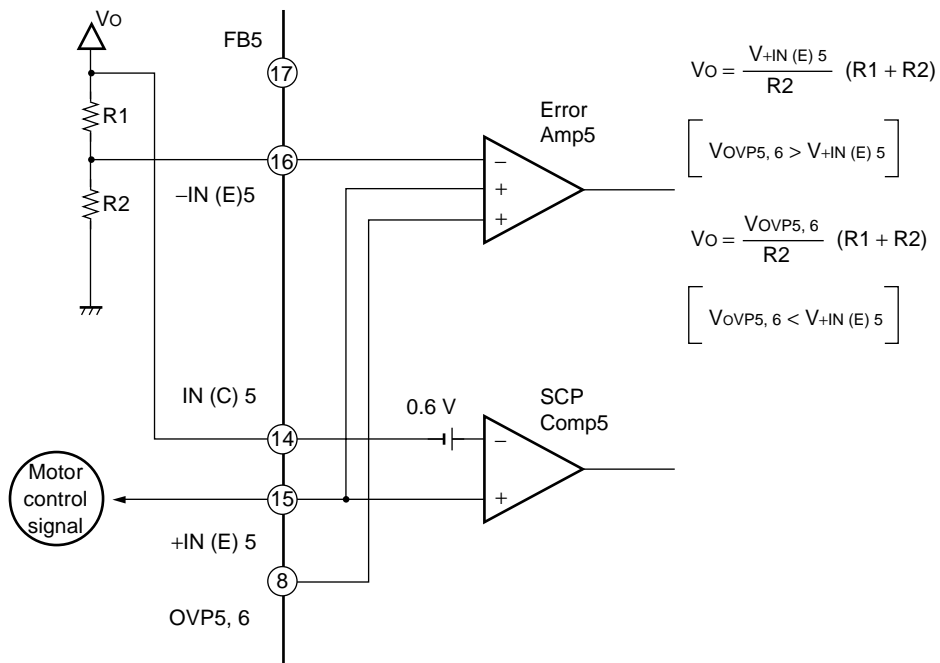 VO
R1
R2
FB5
17
16
−IN (E)5
IN (C) 5
14
Motor
control
signal
15
+IN (E) 5
8
OVP5, 6
Error
Amp5
−
+
+
0.6 V
SCP
Comp5
−
+
VO = V+IN (E) 5 / R2 (R1 + R2)
[ VOVP5, 6 > V+IN (E) 5 ]
VO = VOVP5, 6 / R2 (R1 + R2)
[ VOVP5, 6 < V+IN (E) 5 ]